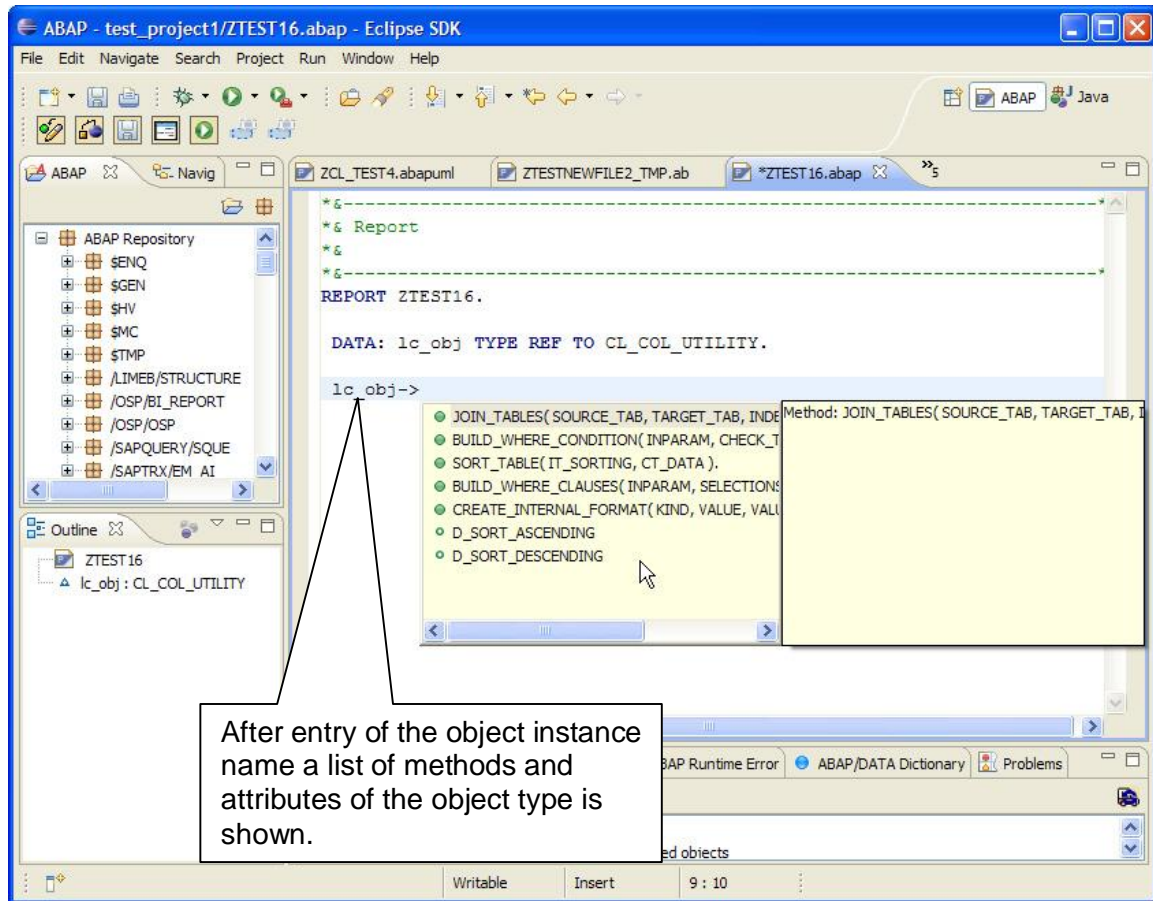 ABAP - test_project1/ZTEST16.abap - Eclipse SDK
File Edit Navigate Search Project Run Window Help
ABAP Java
ABAP Navig
ZCL_TEST4.abapuml ZTESTNEWFILE2_TMP.ab *ZTEST16.abap »5
ABAP Repository
$ENQ
$GEN
$HV
$MC
$TMP
/LIMEB/STRUCTURE
/OSP/BI_REPORT
/OSP/OSP
/SAPQUERY/SQUE
/SAPTRX/EM_AI
Outline
ZTEST16
lc_obj : CL_COL_UTILITY
*&---------------------------------------------------------------------*
*& Report
*&
*&---------------------------------------------------------------------*
REPORT ZTEST16.
DATA: lc_obj TYPE REF TO CL_COL_UTILITY.
lc_obj->
JOIN_TABLES( SOURCE_TAB, TARGET_TAB, INDE
BUILD_WHERE_CONDITION( INPARAM, CHECK_T
SORT_TABLE( IT_SORTING, CT_DATA ).
BUILD_WHERE_CLAUSES( INPARAM, SELECTIONS
CREATE_INTERNAL_FORMAT( KIND, VALUE, VALU
D_SORT_ASCENDING
D_SORT_DESCENDING
Method: JOIN_TABLES( SOURCE_TAB, TARGET_TAB, I
After entry of the object instance
name a list of methods and
attributes of the object type is
shown.
Runtime Error ABAP/DATA Dictionary Problems
objects
Writable Insert 9 : 10